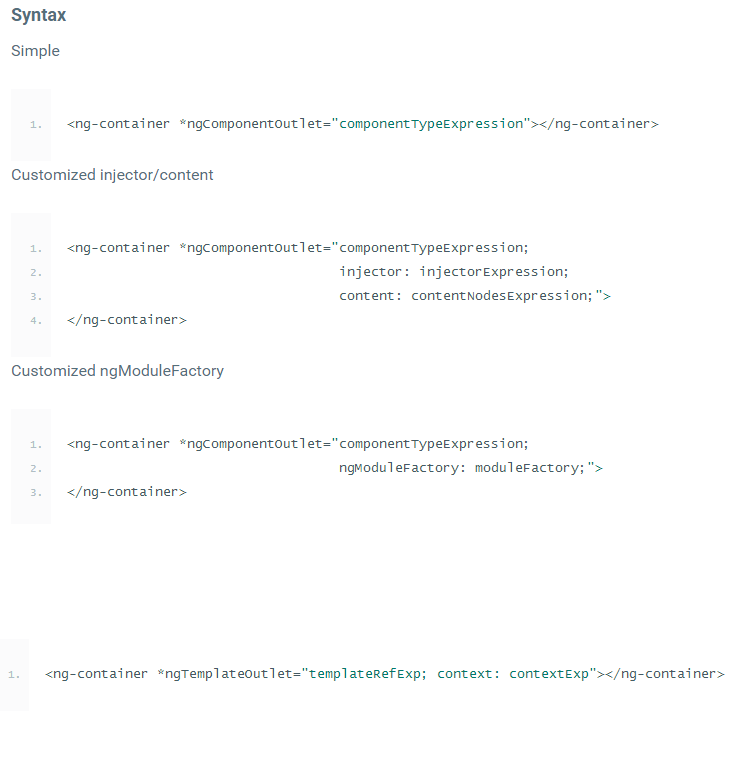 Syntax
Simple
1. <ng-container *ngComponentOutlet="componentTypeExpression"></ng-container>
Customized injector/content
1. <ng-container *ngComponentOutlet="componentTypeExpression;
2. injector: injectorExpression;
3. content: contentNodesExpression;">
4. </ng-container>
Customized ngModuleFactory
1. <ng-container *ngComponentOutlet="componentTypeExpression;
2. ngModuleFactory: moduleFactory;">
3. </ng-container>
1. <ng-container *ngTemplateOutlet="templateRefExp; context: contextExp"></ng-container>